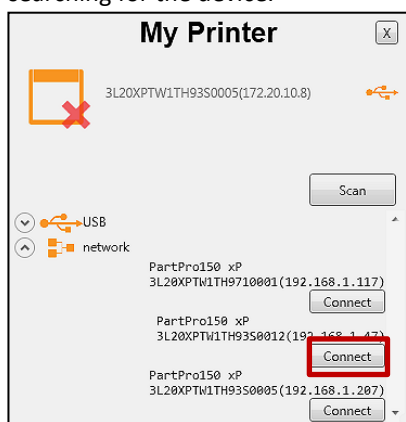 searching for the device.
My Printer
X
3L20XPTW1TH93S0005(172.20.10.8)
Scan
USB
network
PartPro150 xP
3L20XPTW1TH9710001(192.168.1.117)
Connect
PartPro150 xP
3L20XPTW1TH93S0012(192.168.1.47)
Connect
PartPro150 xP
3L20XPTW1TH93S0005(192.168.1.207)
Connect